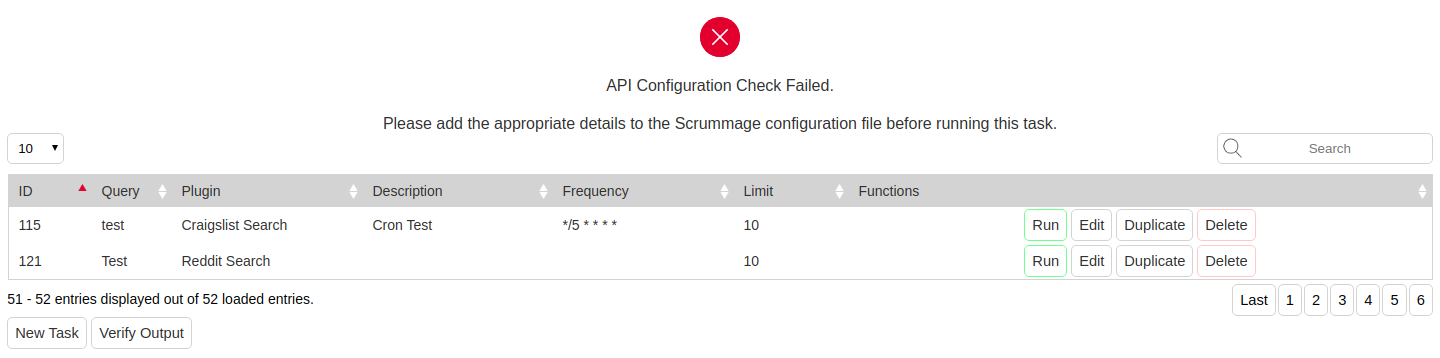 API Configuration Check Failed.
Please add the appropriate details to the Scrummage configuration file before running this task.
10 Search
ID Query Plugin Description Frequency Limit Functions
115 test Craigslist Search Cron Test */5 * * * * 10 Run Edit Duplicate Delete
121 Test Reddit Search 10 Run Edit Duplicate Delete
51 - 52 entries displayed out of 52 loaded entries. Last 1 2 3 4 5 6
New Task Verify Output